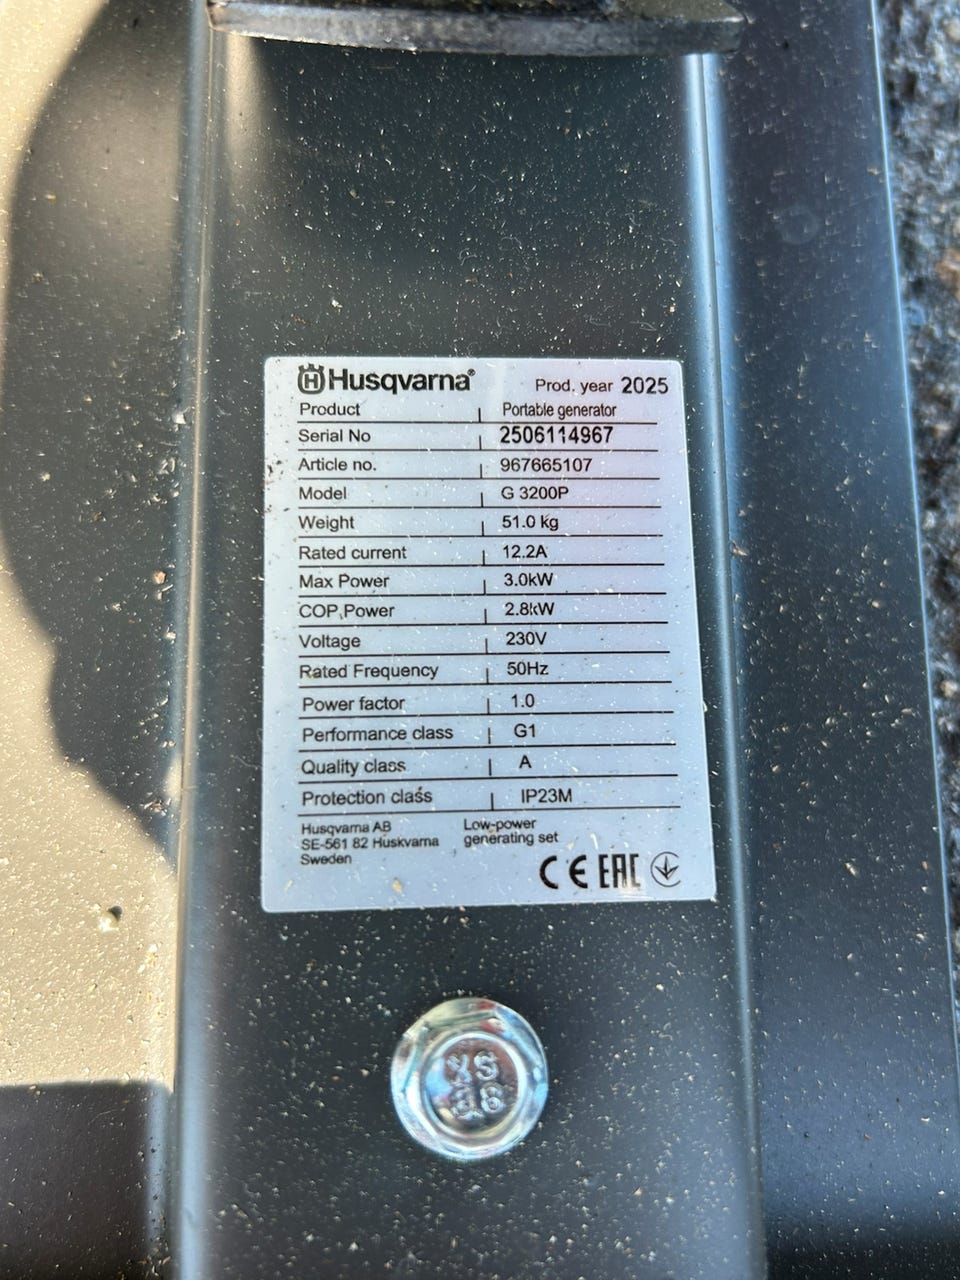 Husqvarna® Prod. year 2025
Product Portable generator
Serial No 2506114967
Article no. 967665107
Model G 3200P
Weight 51.0 kg
Rated current 12.2A
Max Power 3.0kW
COP,Power 2.8kW
Voltage 230V
Rated Frequency 50Hz
Power factor 1.0
Performance class G1
Quality class A
Protection class IP23M
Husqvarna AB Low-power
SE-561 82 Huskvarna generating set
Sweden
CE EAC
YS
8.8